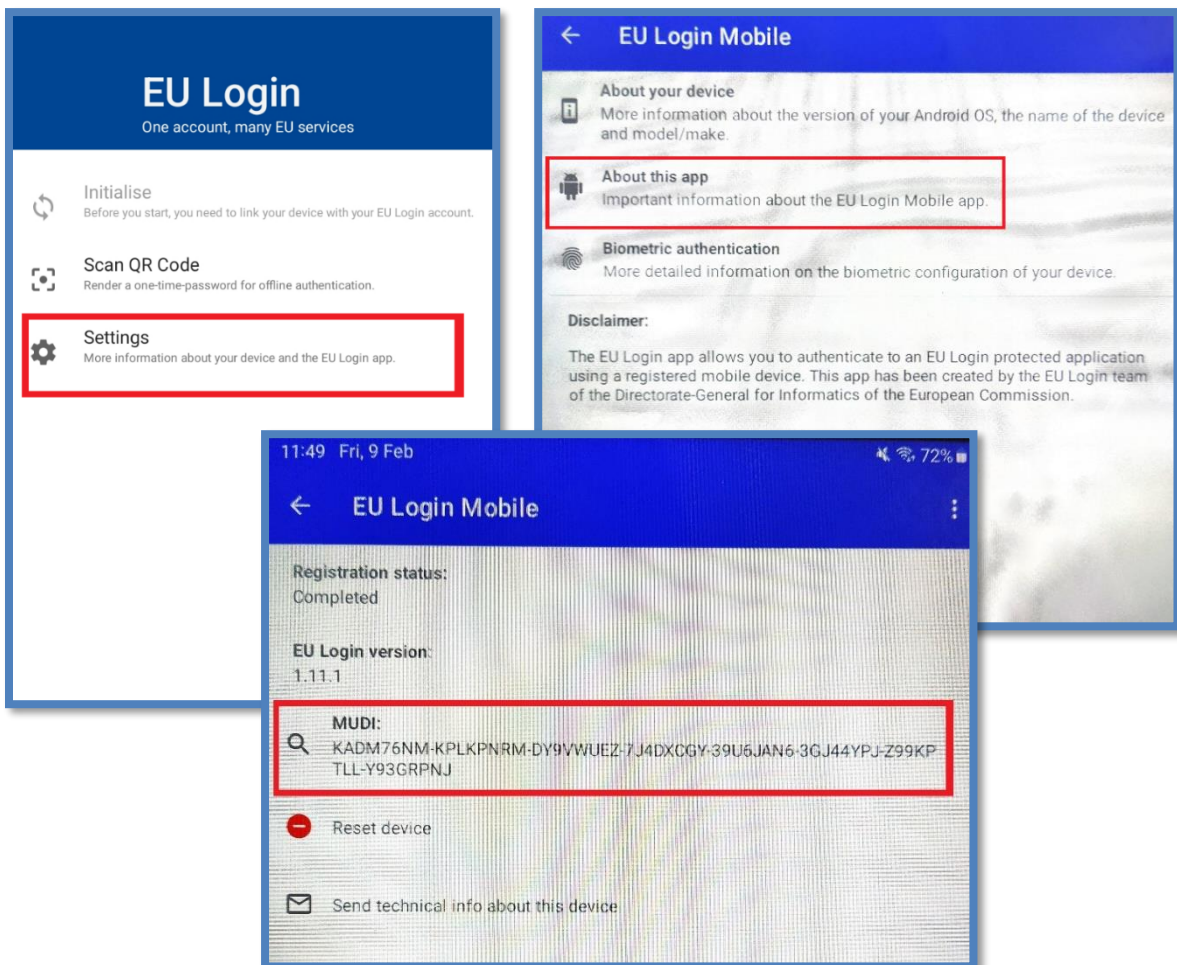 EU Login
One account, many EU services
Initialise
Before you start, you need to link your device with your EU Login account.
Scan QR Code
Render a one-time-password for offline authentication.
Settings
More information about your device and the EU Login app.
EU Login Mobile
About your device
More information about the version of your Android OS, the name of the device
and model/make.
About this app
Important information about the EU Login Mobile app.
Biometric authentication
More detailed information on the biometric configuration of your device.
Disclaimer:
The EU Login app allows you to authenticate to an EU Login protected application
using a registered mobile device. This app has been created by the EU Login team
of the Directorate-General for Informatics of the European Commission.
11:49 Fri, 9 Feb 72%
EU Login Mobile
Registration status:
Completed
EU Login version:
1.11.1
MUDI:
KADM76NM-KPLKPNRM-DY9VWUEZ-7J4DXCGY-39U6JAN6-3GJ44YPJ-Z99KP
TLL-Y93GRPNJ
Reset device
Send technical info about this device